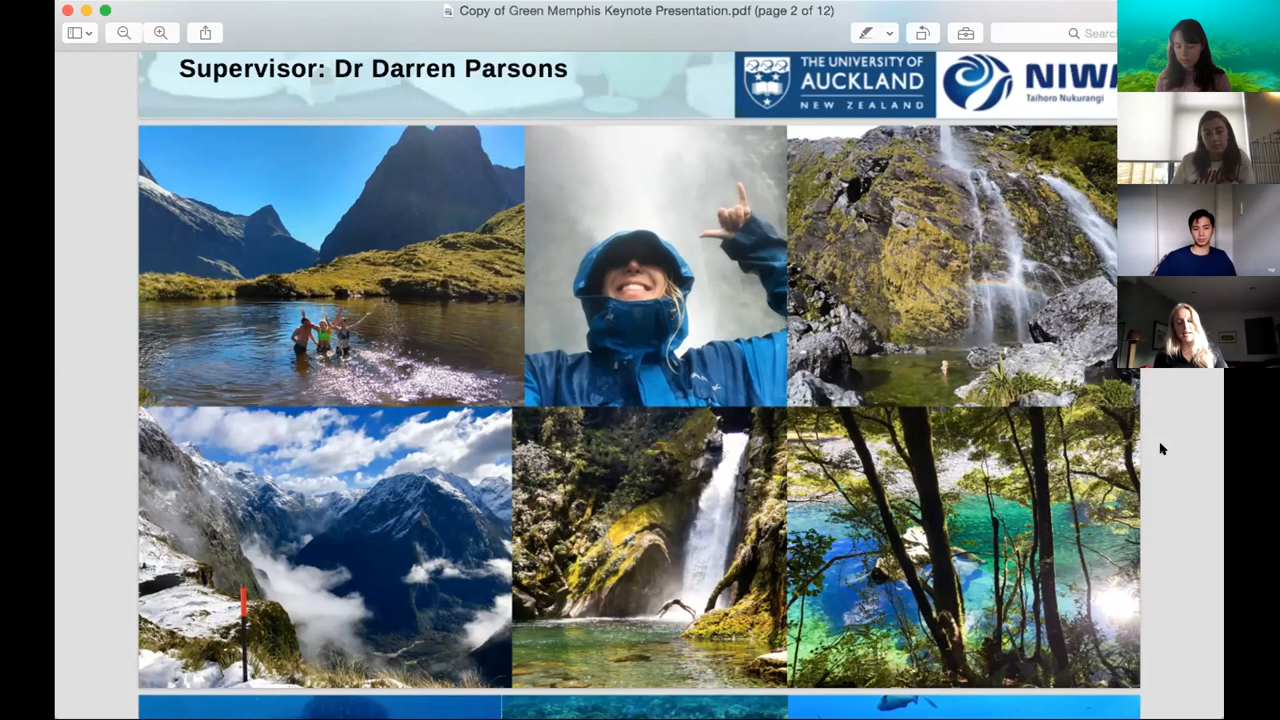 Copy of Green Memphis Keynote Presentation.pdf (page 2 of 12)
Searc
Supervisor: Dr Darren Parsons
THE UNIVERSITY OF
AUCKLAND
NEW ZEALAND
NIWA
Taihoro Nukurangi